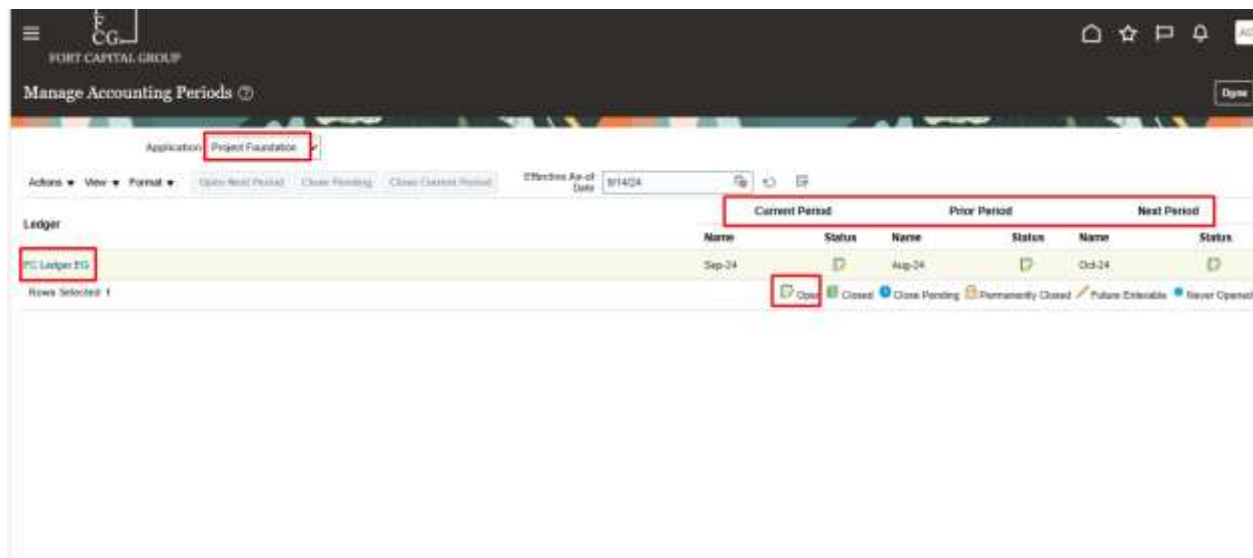 F
CG
FORT CAPITAL GROUP
Manage Accounting Periods
Done
Application Project Foundation
Actions View Format Open Next Period Close Pending Close Current Period Effective As-of Date 9/14/24
Current Period Prior Period Next Period
Ledger
Name Status Name Status Name Status
FC Ledger EG Sep-24 Aug-24 Oct-24
Rows Selected 1 Open Closed Close Pending Permanently Closed Future Enterable Never Opened